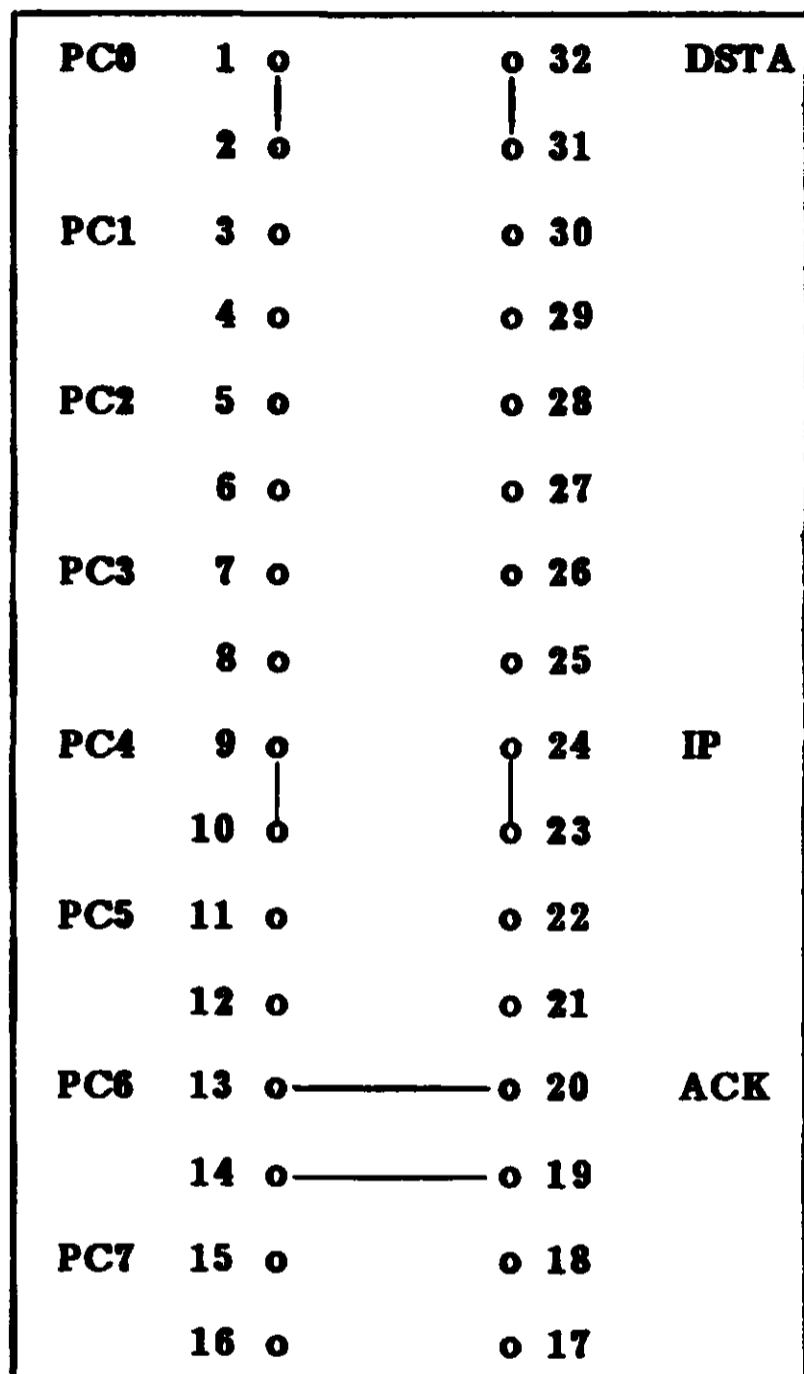 PC0 1 32 DSTA
2 31
PC1 3 30
4 29
PC2 5 28
6 27
PC3 7 26
8 25
PC4 9 24 IP
10 23
PC5 11 22
12 21
PC6 13 20 ACK
14 19
PC7 15 18
16 17